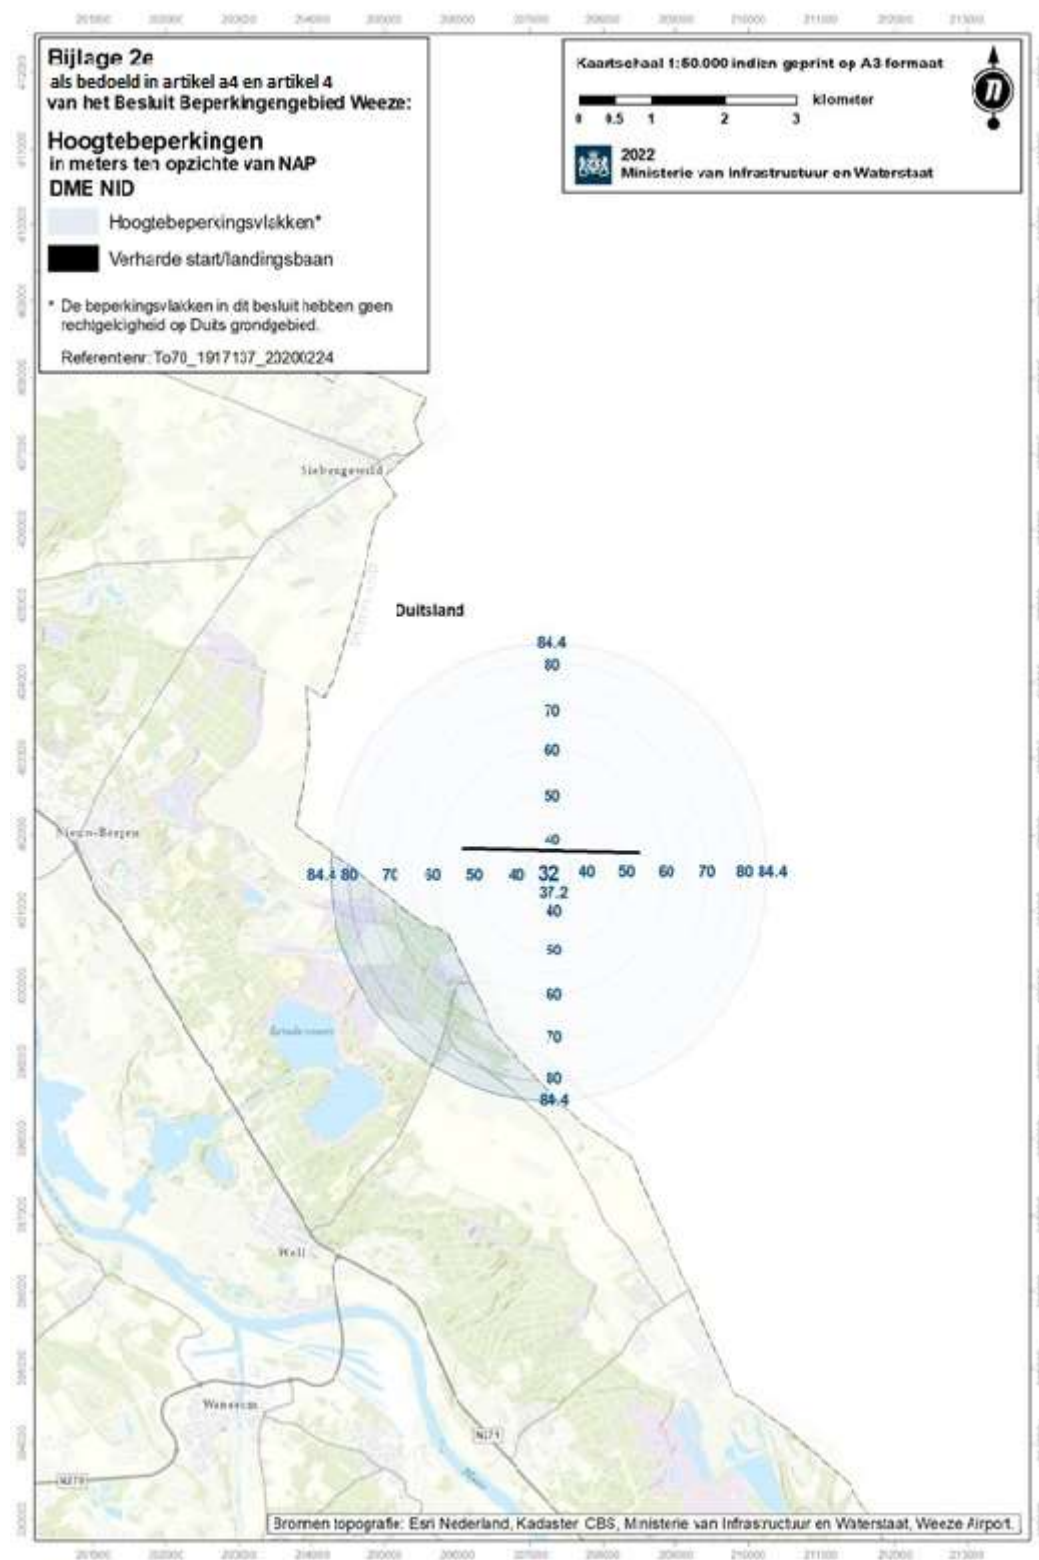 Bijlage 2e
als bedoeld in artikel a4 en artikel 4
van het Besluit Beperkingengebied Weeze:
Hoogtebeperkingen
in meters ten opzichte van NAP
DME NID
Hoogtebeperkingsvlakken*
Verharde start/landingsbaan
* De beperkingsvlakken in dit besluit hebben geen
rechtgeldigheid op Duits grondgebied.
Referentienr: To70_1917137_20200224
Kaartschaal 1:50.000 indien geprint op A3 formaat
kilometer
0 0.5 1 2 3
n
2022
Ministerie van Infrastructuur en Waterstaat
Siebengewald
Duitsland
84.4
80
70
60
50
40
Nieuw-Bergen
84.4 80 70 60 50 40 32 40 50 60 70 80 84.4
37.2
40
50
60
70
80
84.4
Well
Wanssum
N271
N270
Maas
Bronnen topografie: Esri Nederland, Kadaster, CBS, Ministerie van Infrastructuur en Waterstaat, Weeze Airport.